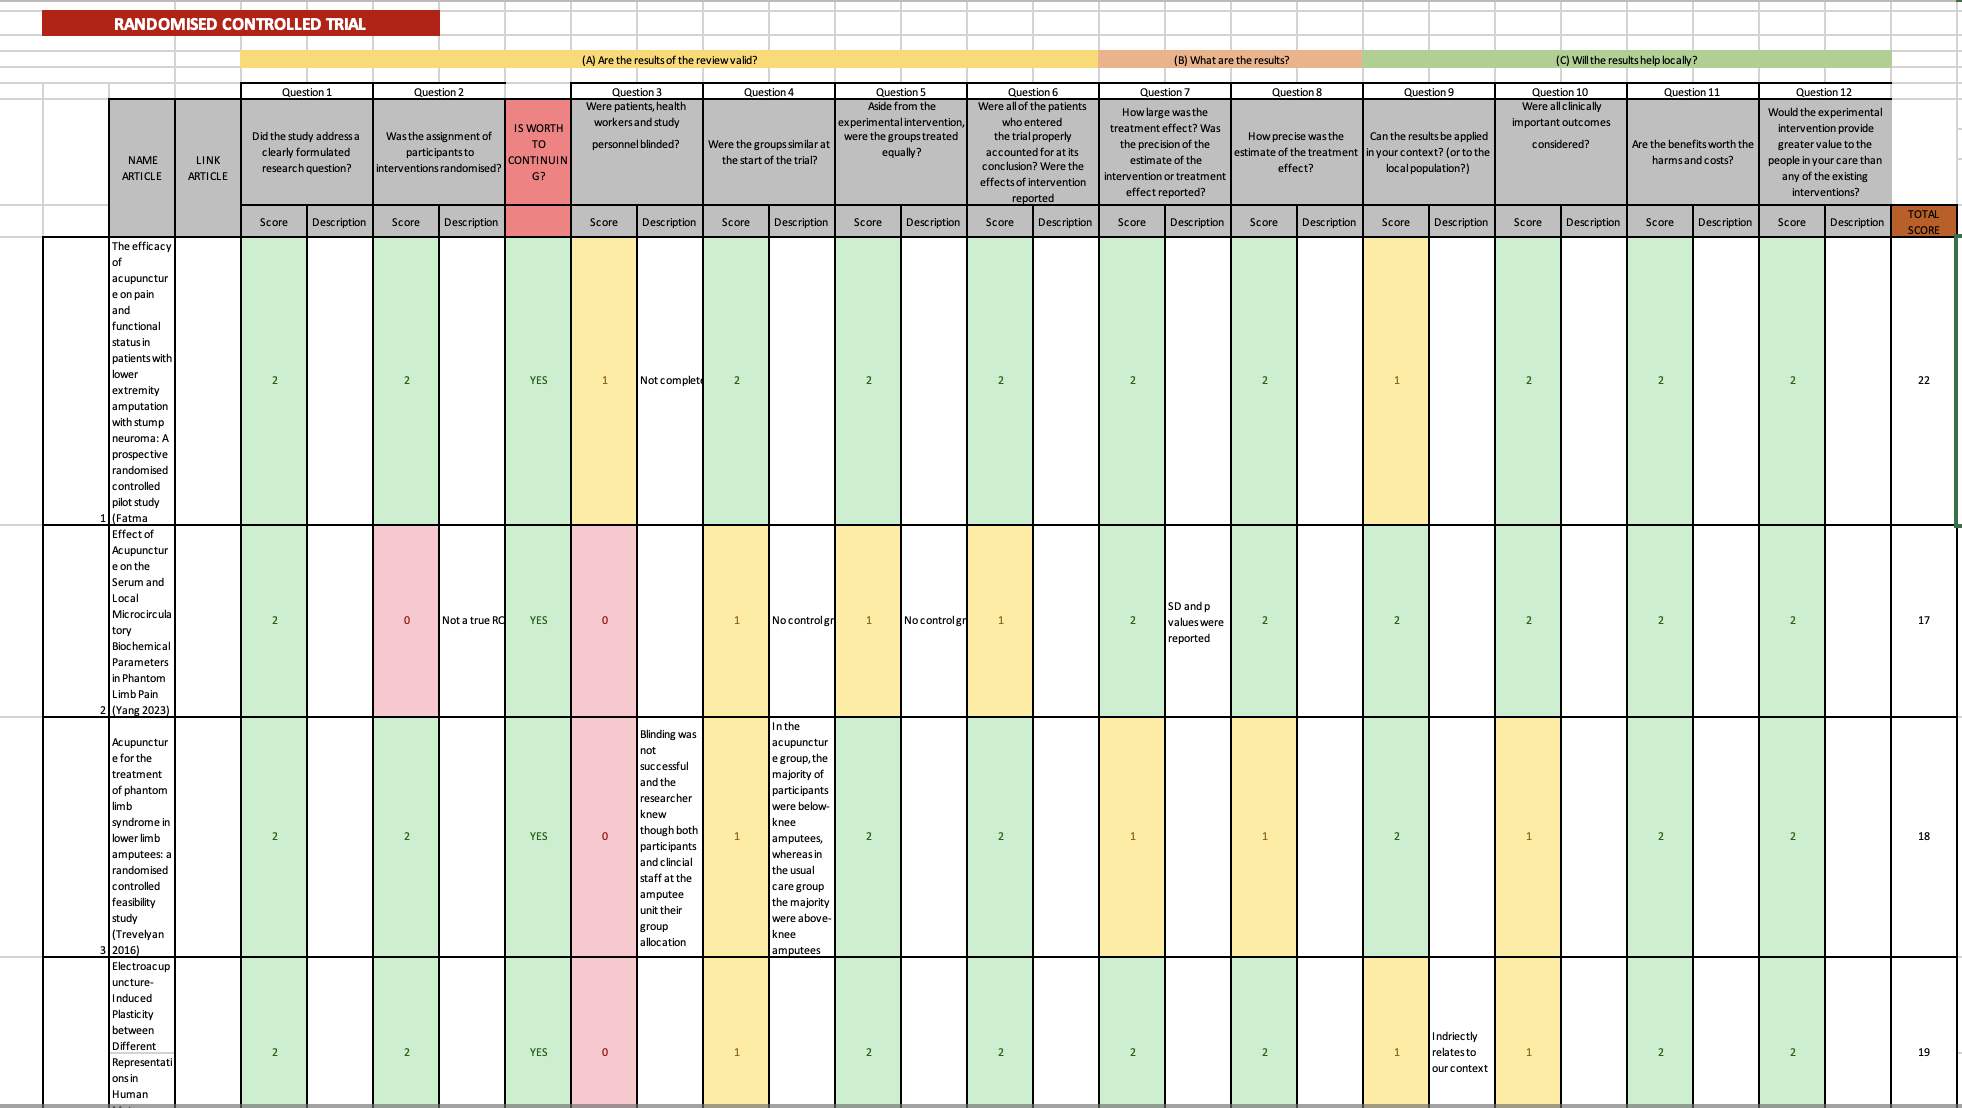 RANDOMISED CONTROLLED TRIAL
(A) Are the results of the review valid?
(B) What are the results?
(C) Will the results help locally?
Question 1
Question 2
Question 3
Question 4
Question 5
Question 6
Question 7
Question 8
Question 9
Question 10
Question 11
Question 12
NAME
ARTICLE
LINK
ARTICLE
Did the study address a
clearly formulated
research question?
Was the assignment of
participants to
interventions randomised?
IS WORTH
TO
CONTINUIN
G?
Were patients, health
workers and study
personnel blinded?
Were the groups similar at
the start of the trial?
Aside from the
experimental intervention,
were the groups treated
equally?
Were all of the patients
who entered
the trial properly
accounted for at its
conclusion? Were the
effects of intervention
reported
How large was the
treatment effect? Was
the precision of the
estimate of the
intervention or treatment
effect reported?
How precise was the
estimate of the treatment
effect?
Can the results be applied
in your context? (or to the
local population?)
Were all clinically
important outcomes
considered?
Are the benefits worth the
harms and costs?
Would the experimental
intervention provide
greater value to the
people in your care than
any of the existing
interventions?
Score Description Score Description Score Description Score Description Score Description Score Description Score Description Score Description Score Description Score Description Score Description Score Description
TOTAL
SCORE
1
The efficacy
of
acupunctur
e on pain
and
functional
status in
patients with
lower
extremity
amputation
with stump
neuroma: A
prospective
randomised
controlled
pilot study
(Fatma
2 2 YES 1 Not complete 2 2 2 2 2 1 2 2 2 22
2
Effect of
Acupunctur
e on the
Serum and
Local
Microcircula
tory
Biochemical
Parameters
in Phantom
Limb Pain
(Yang 2023)
2 0 Not a true RC YES 0 1 No control gr 1 No control gr 1 2
SD and p
values were
reported
2 2 2 2 2 17
3
Acupunctur
e for the
treatment
of phantom
limb
syndrome in
lower limb
amputees: a
randomised
controlled
feasibility
study
(Trevelyan
2016)
2 2 YES 0
Blinding was
not
successful
and the
researcher
knew
though both
participants
and clincial
staff at the
amputee
unit their
group
allocation
1
In the
acupunctur
e group, the
majority of
participants
were below-
knee
amputees,
whereas in
the usual
care group
the majority
were above-
knee
amputees
2 2 1 1 2 1 2 2 18
Electroacup
uncture-
Induced
Plasticity
between
Different
Representati
ons in
Human
2 2 YES 0 1 2 2 2 2 1
Indriectly
relates to
our context
1 2 2 19